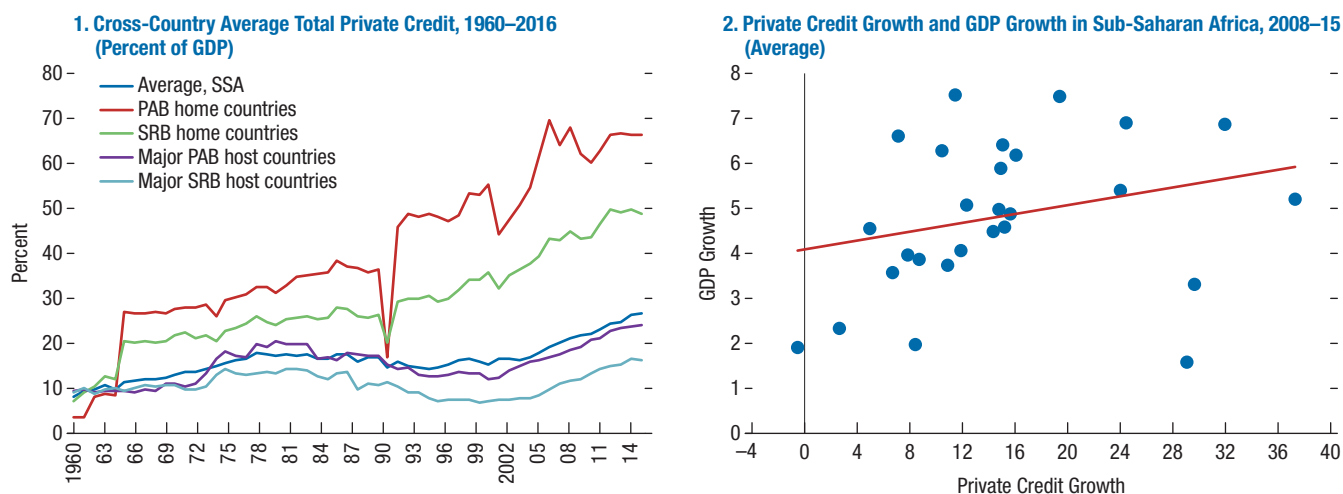 1. Cross-Country Average Total Private Credit, 1960–2016
(Percent of GDP)
80
70
60
50
40
30
20
10
0
Percent
Average, SSA
PAB home countries
SRB home countries
Major PAB host countries
Major SRB host countries
1960
63
66
69
72
75
78
81
84
87
90
93
96
99
2002
05
08
11
14
2. Private Credit Growth and GDP Growth in Sub-Saharan Africa, 2008–15
(Average)
8
7
6
5
4
3
2
1
0
GDP Growth
–4 0 4 8 12 16 20 24 28 32 36 40
Private Credit Growth